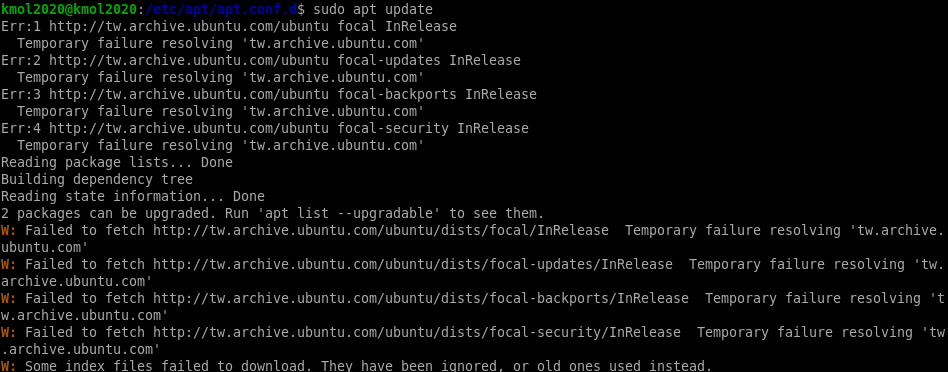 kmol2020@kmol2020:/etc/apt/apt.conf.d$ sudo apt update
Err:1 http://tw.archive.ubuntu.com/ubuntu focal InRelease
  Temporary failure resolving 'tw.archive.ubuntu.com'
Err:2 http://tw.archive.ubuntu.com/ubuntu focal-updates InRelease
  Temporary failure resolving 'tw.archive.ubuntu.com'
Err:3 http://tw.archive.ubuntu.com/ubuntu focal-backports InRelease
  Temporary failure resolving 'tw.archive.ubuntu.com'
Err:4 http://tw.archive.ubuntu.com/ubuntu focal-security InRelease
  Temporary failure resolving 'tw.archive.ubuntu.com'
Reading package lists... Done
Building dependency tree
Reading state information... Done
2 packages can be upgraded. Run 'apt list --upgradable' to see them.
W: Failed to fetch http://tw.archive.ubuntu.com/ubuntu/dists/focal/InRelease  Temporary failure resolving 'tw.archive.
ubuntu.com'
W: Failed to fetch http://tw.archive.ubuntu.com/ubuntu/dists/focal-updates/InRelease  Temporary failure resolving 'tw.
archive.ubuntu.com'
W: Failed to fetch http://tw.archive.ubuntu.com/ubuntu/dists/focal-backports/InRelease  Temporary failure resolving 't
w.archive.ubuntu.com'
W: Failed to fetch http://tw.archive.ubuntu.com/ubuntu/dists/focal-security/InRelease  Temporary failure resolving 'tw
.archive.ubuntu.com'
W: Some index files failed to download. They have been ignored, or old ones used instead.